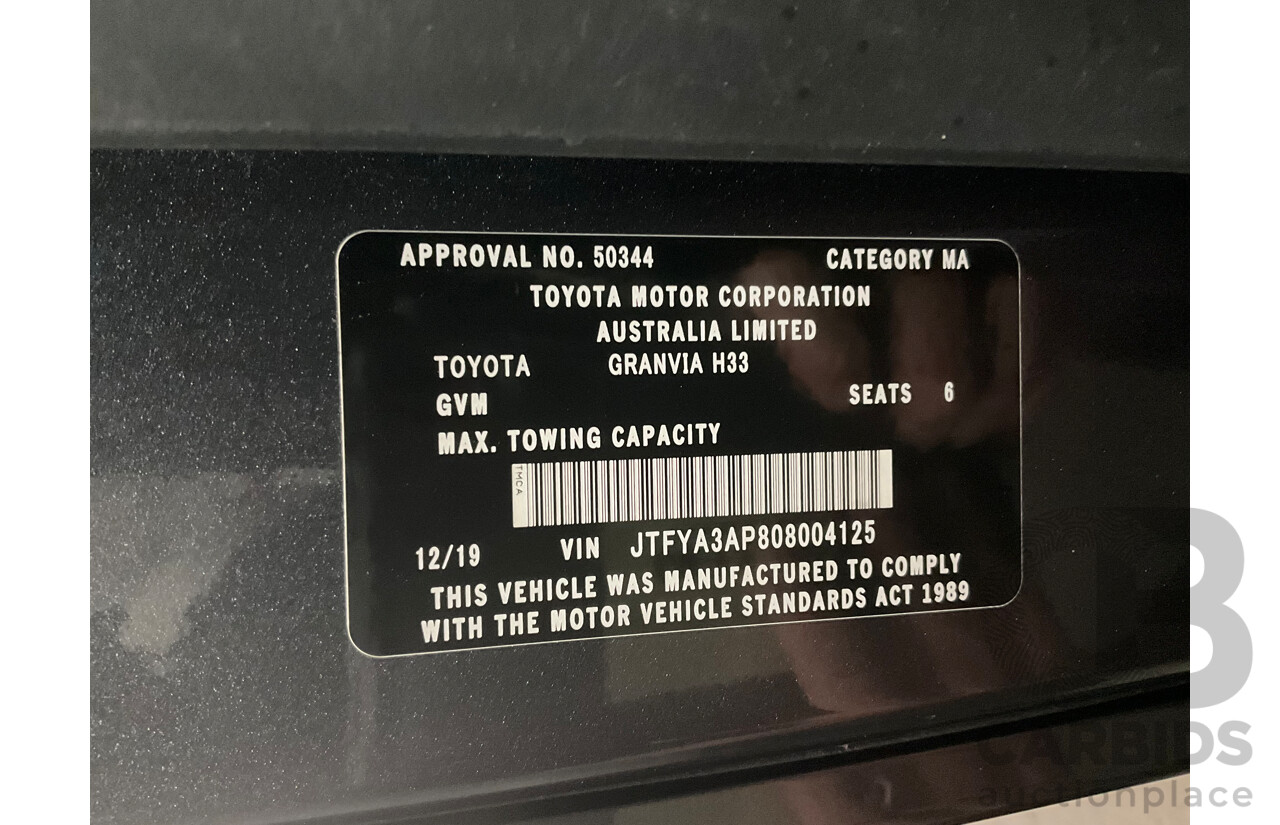 APPROVAL NO. 50344 CATEGORY MA
TOYOTA MOTOR CORPORATION
AUSTRALIA LIMITED
TOYOTA GRANVIA H33
GVM SEATS 6
MAX. TOWING CAPACITY
TMCA
12/19 VIN JTFYA3AP808004125
THIS VEHICLE WAS MANUFACTURED TO COMPLY
WITH THE MOTOR VEHICLE STANDARDS ACT 1989
B
CARBIDS
auctionplace